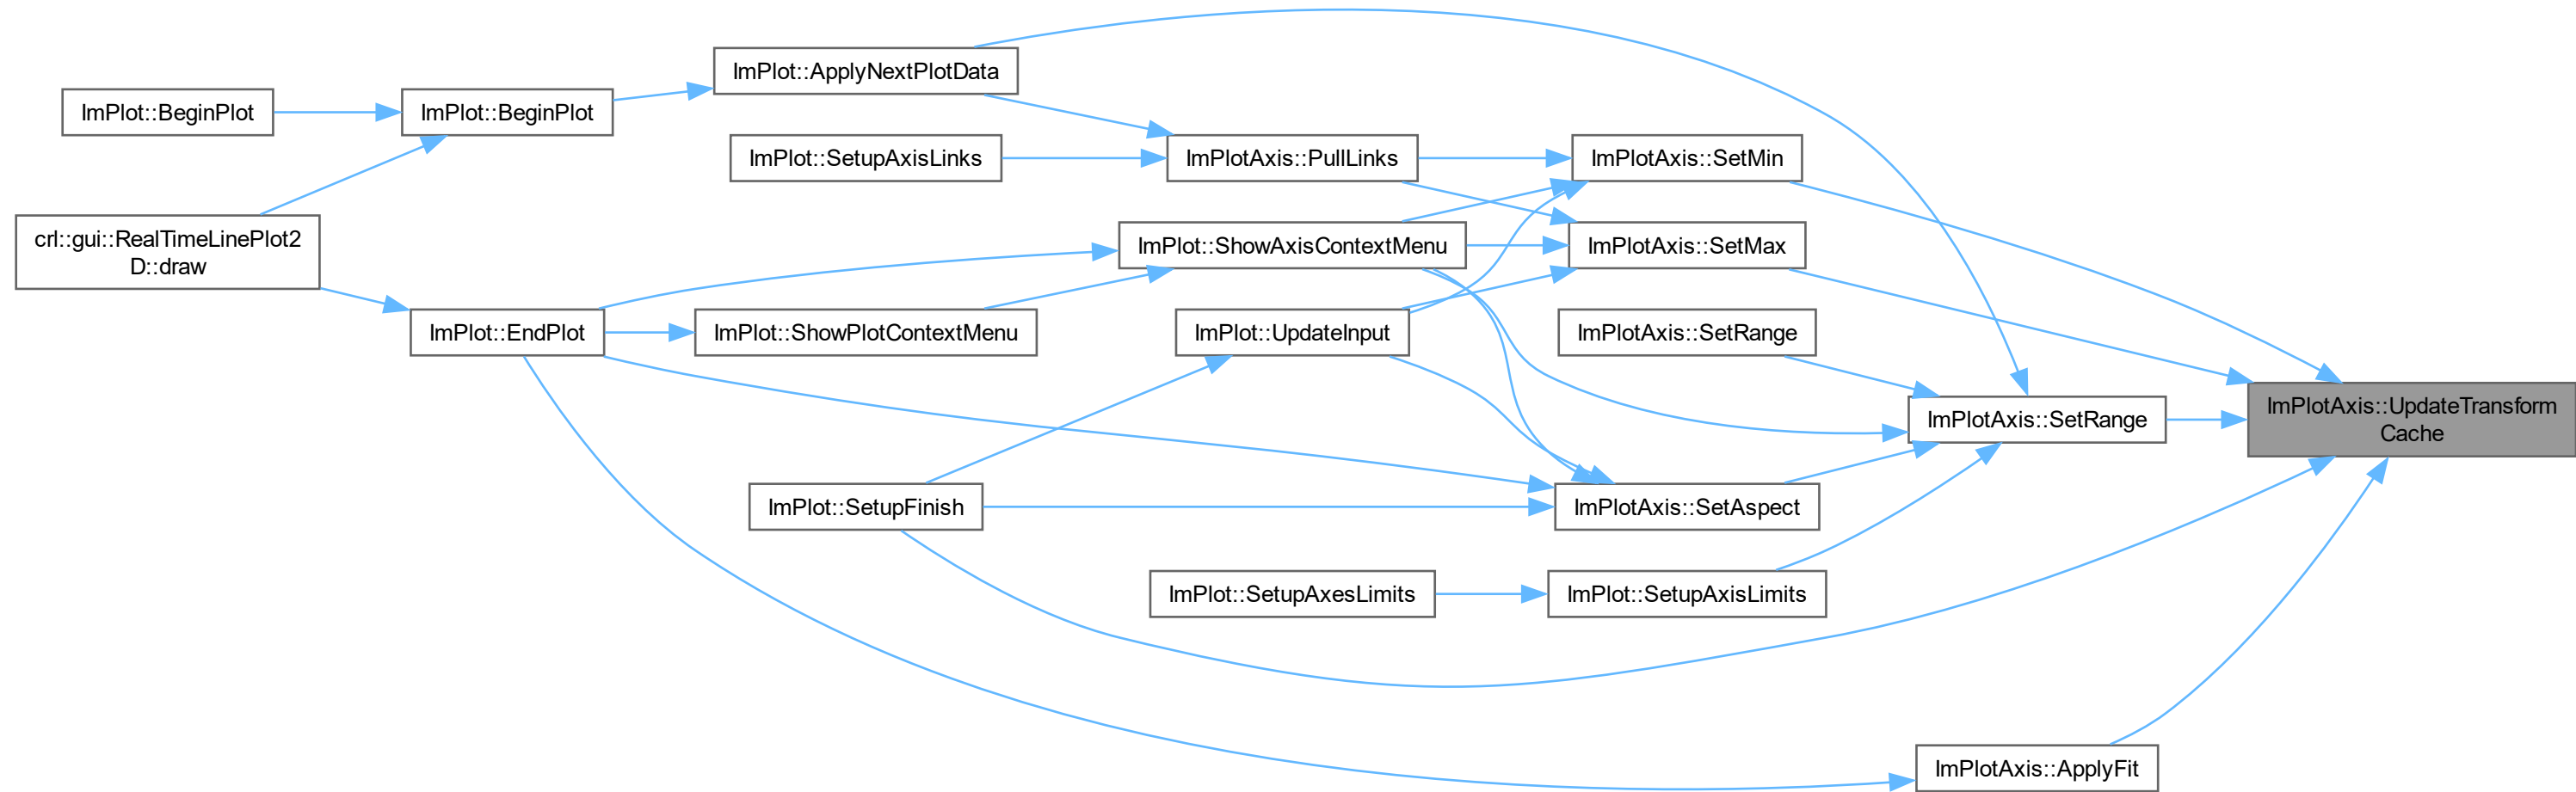 ImPlot::ApplyNextPlotData
ImPlot::BeginPlot
ImPlot::BeginPlot
ImPlot::SetupAxisLinks
ImPlotAxis::PullLinks
ImPlotAxis::SetMin
crl::gui::RealTimeLinePlot2
D::draw
ImPlot::ShowAxisContextMenu
ImPlotAxis::SetMax
ImPlot::EndPlot
ImPlot::ShowPlotContextMenu
ImPlot::UpdateInput
ImPlotAxis::SetRange
ImPlotAxis::SetRange
ImPlotAxis::UpdateTransform
Cache
ImPlot::SetupFinish
ImPlotAxis::SetAspect
ImPlot::SetupAxesLimits
ImPlot::SetupAxisLimits
ImPlotAxis::ApplyFit